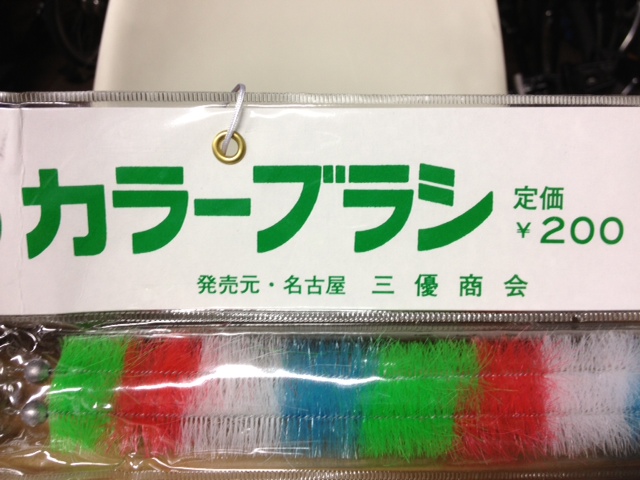 カラーブラシ
定価
¥200
発売元・名古屋 三優商会